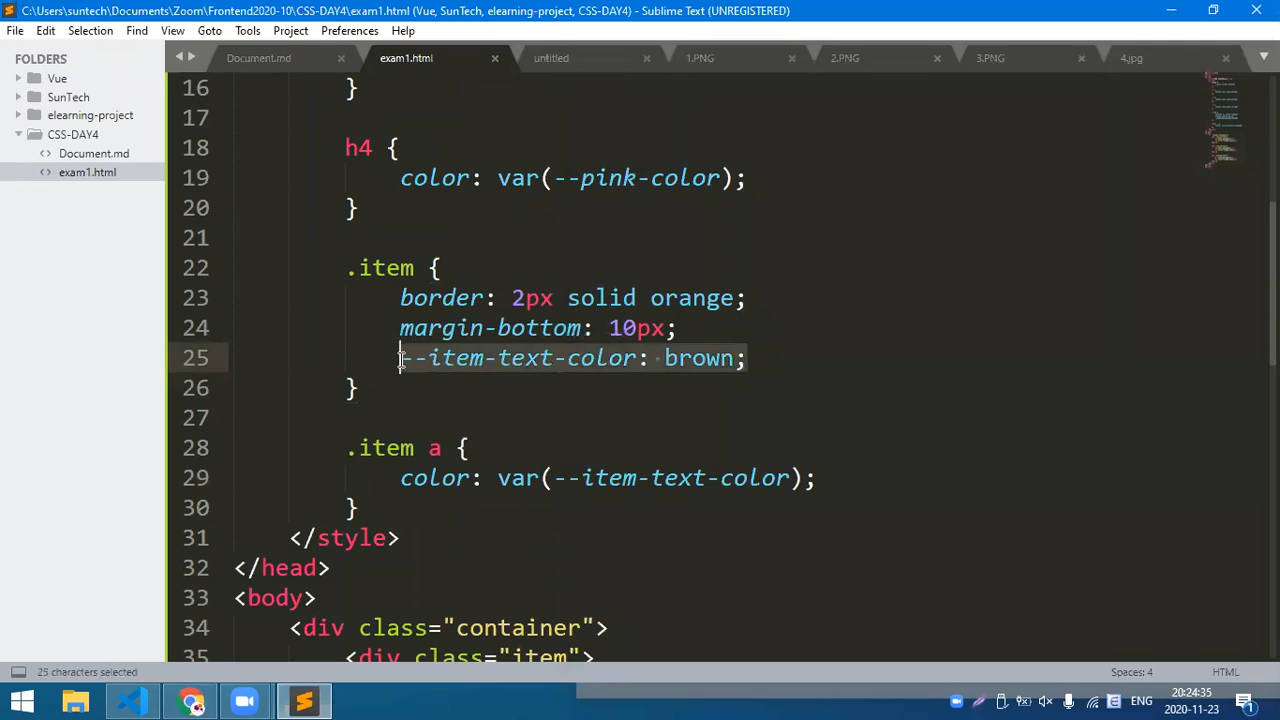 C:\Users\suntech\Documents\Zoom\Frontend2020-10\CSS-DAY4\exam1.html (Vue, SunTech, elearning-project, CSS-DAY4) - Sublime Text (UNREGISTERED)
File Edit Selection Find View Goto Tools Project Preferences Help
FOLDERS
Vue
SunTech
elearning-project
CSS-DAY4
Document.md
exam1.html
Document.md exam1.html untitled 1.PNG 2.PNG 3.PNG 4.jpg
16 }
17
18 h4 {
19 color: var(--pink-color);
20 }
21
22 .item {
23 border: 2px solid orange;
24 margin-bottom: 10px;
25 --item-text-color: brown;
26 }
27
28 .item a {
29 color: var(--item-text-color);
30 }
31 </style>
32 </head>
33 <body>
34 <div class="container">
35 <div class="item">
25 characters selected Spaces: 4 HTML
ENG 20:24:35
2020-11-23
1